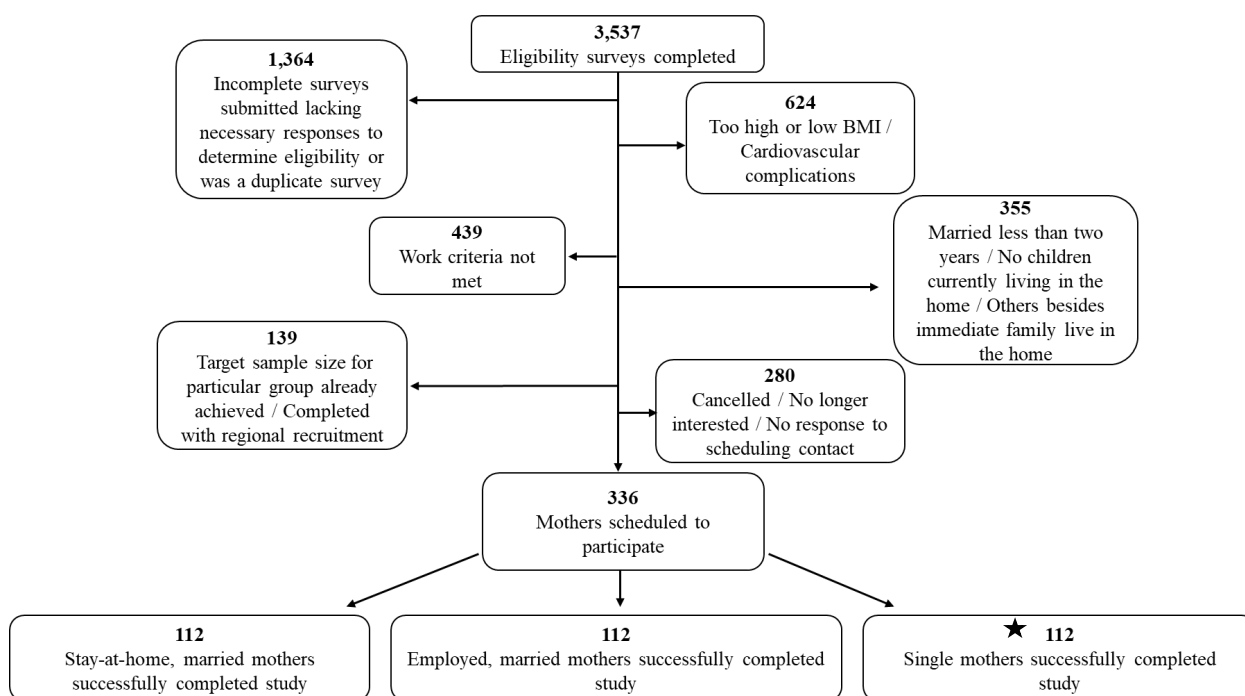 3,537
Eligibility surveys completed
1,364
Incomplete surveys
submitted lacking
necessary responses to
determine eligibility or
was a duplicate survey
624
Too high or low BMI /
Cardiovascular
complications
439
Work criteria not
met
355
Married less than two
years / No children
currently living in the
home / Others besides
immediate family live in
the home
139
Target sample size for
particular group already
achieved / Completed
with regional recruitment
280
Cancelled / No longer
interested / No response to
scheduling contact
336
Mothers scheduled to
participate
112
Stay-at-home, married mothers
successfully completed study
112
Employed, married mothers successfully completed
study
112
Single mothers successfully completed
study